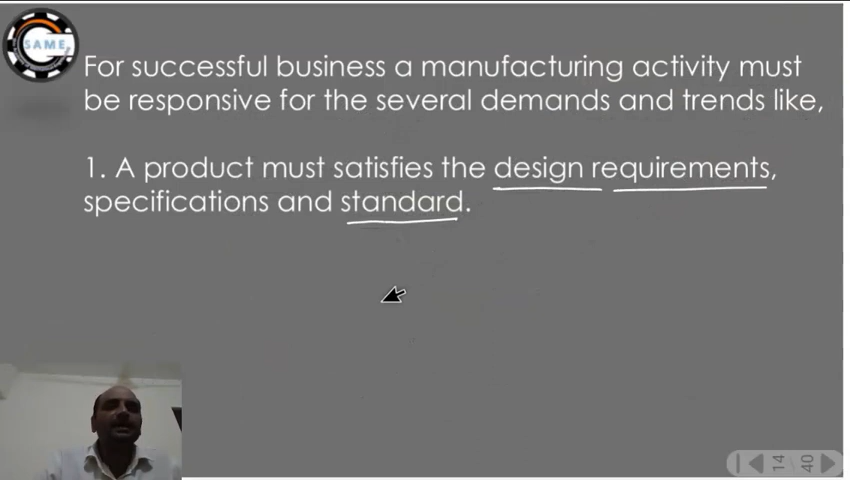 SAME
For successful business a manufacturing activity must
be responsive for the several demands and trends like,
1. A product must satisfies the design requirements,
specifications and standard.
14
40